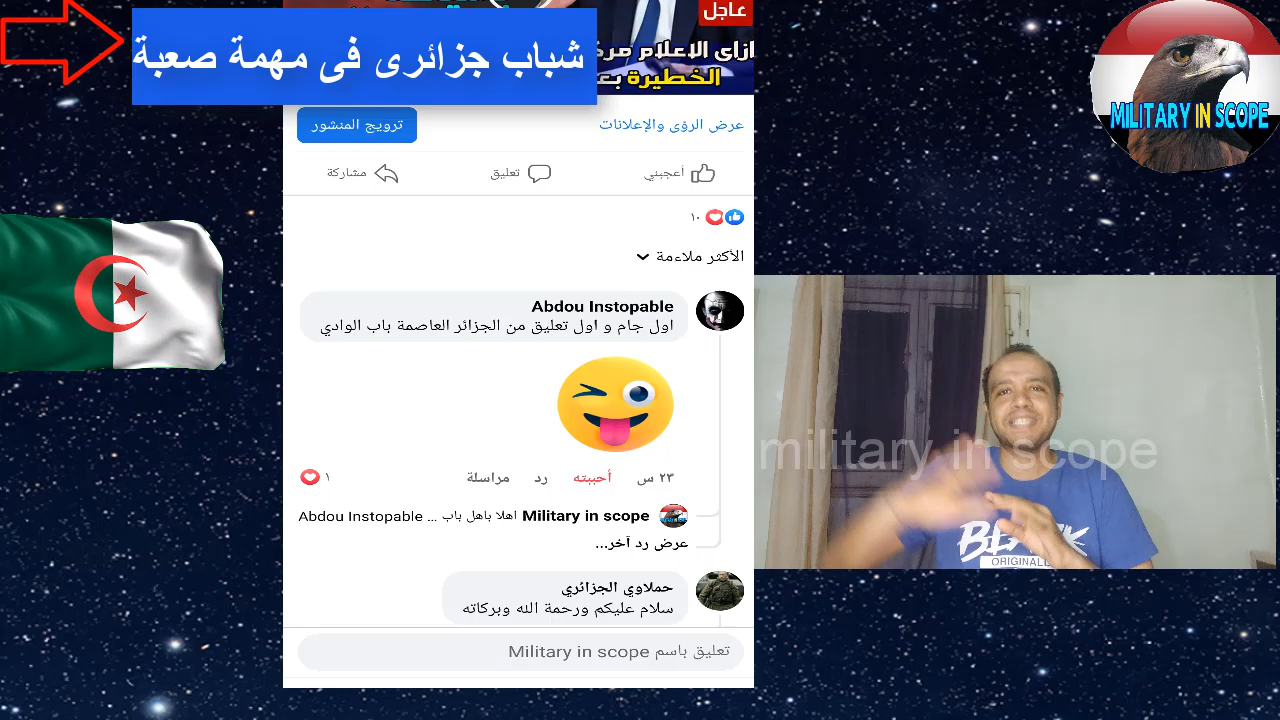 عاجل
شباب جزائرى فى مهمة صعبة
ازاى الاعلام
الخطيرة
MILITARY IN SCOPE
عرض الرؤى والإعلانات
ترويج المنشور
أعجبني
تعليق
مشاركة
١٠
الأكثر ملاءمة
Abdou Instopable
اول جام و اول تعليق من الجزائر العاصمة باب الوادي
٢٣ س
أحببته
رد
مراسلة
١
Military in scope اهلا باهل باب ... Abdou Instopable
عرض رد آخر...
حملاوي الجزائري
سلام عليكم ورحمة الله وبركاته
تعليق باسم Military in scope
military in scope
BLACK
ORIGINAL